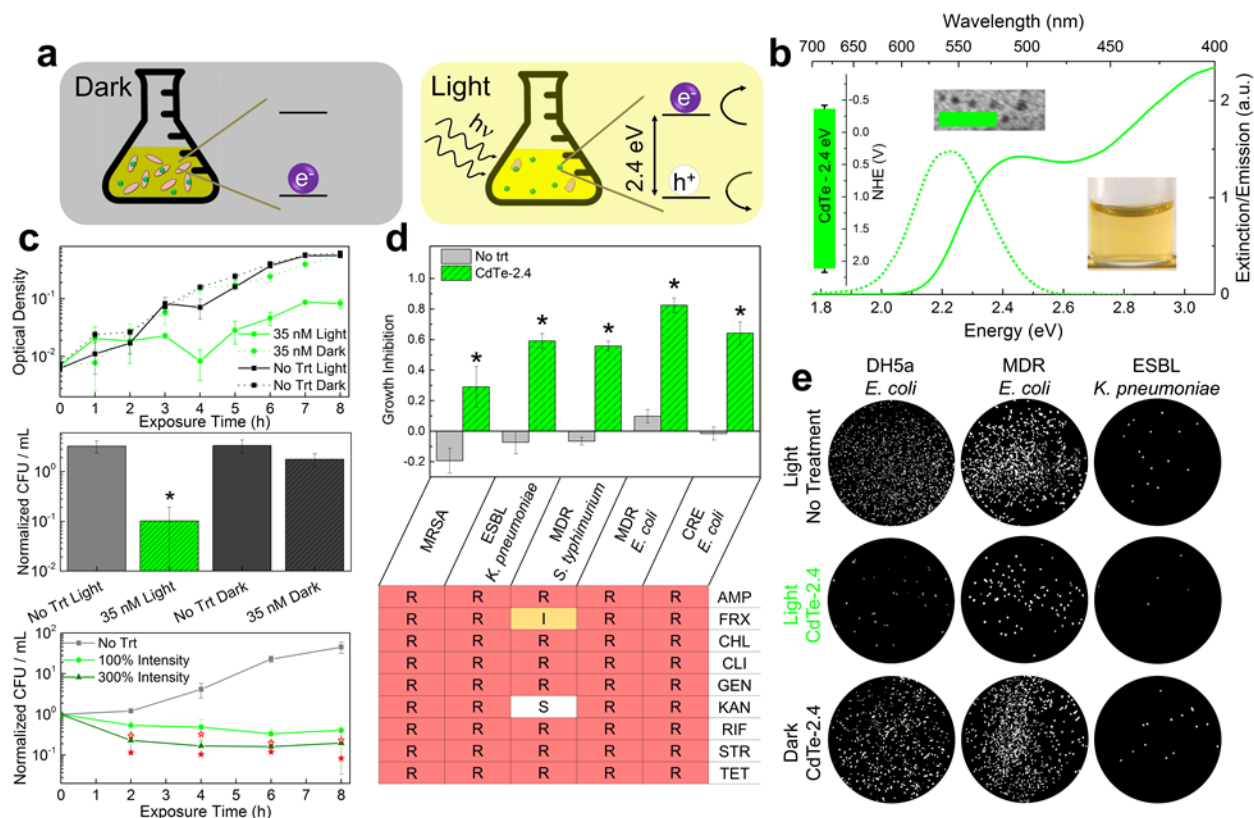 a
Dark
e-
Light
hν
2.4 eV
e-
h+
b
Wavelength (nm)
700 650 600 550 500 450 400
CdTe - 2.4 eV
-0.5
0.0
0.5
1.0
1.5
2.0
NHE (V)
2
1
0
Extinction/Emission (a.u.)
1.8 2.0 2.2 2.4 2.6 2.8 3.0
Energy (eV)
c
Optical Density
10-1
10-2
35 nM Light
35 nM Dark
No Trt Light
No Trt Dark
0 1 2 3 4 5 6 7 8
Exposure Time (h)
Normalized CFU / mL
100
10-1
10-2
*
No Trt Light
35 nM Light
No Trt Dark
35 nM Dark
Normalized CFU / mL
102
101
100
10-1
No Trt
100% Intensity
300% Intensity
0 1 2 3 4 5 6 7 8
Exposure Time (h)
d
No trt
CdTe-2.4
Growth Inhibition
1.0
0.8
0.6
0.4
0.2
0.0
-0.2
* * * * *
MRSA
ESBL
K. pneumoniae
MDR
S. typhimurium
MDR
E. coli
CRE
E. coli
R R R R R AMP
R R I R R FRX
R R R R R CHL
R R R R R CLI
R R R R R GEN
R R S R R KAN
R R R R R RIF
R R R R R STR
R R R R R TET
e
DH5a
E. coli
MDR
E. coli
ESBL
K. pneumoniae
Light
No Treatment
Light
CdTe-2.4
Dark
CdTe-2.4